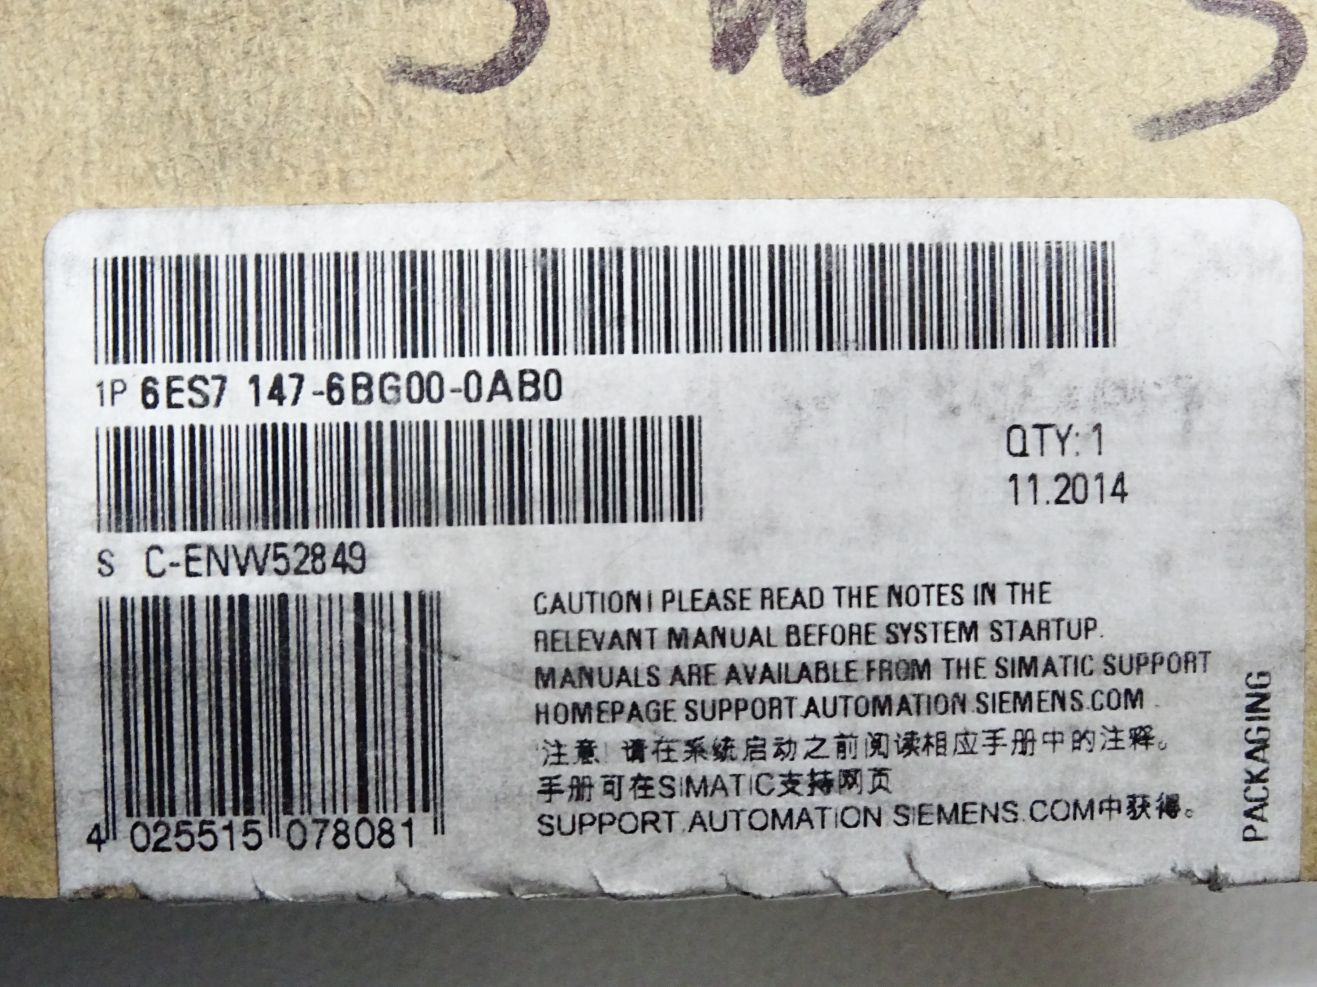 1P 6ES7 147-6BG00-0AB0
QTY: 1
11.2014
S C-ENW52849
CAUTION! PLEASE READ THE NOTES IN THE
RELEVANT MANUAL BEFORE SYSTEM STARTUP.
MANUALS ARE AVAILABLE FROM THE SIMATIC SUPPORT
HOMEPAGE SUPPORT.AUTOMATION.SIEMENS.COM
注意! 请在系统启动之前阅读相应手册中的注释。
手册可在SIMATIC支持网页
SUPPORT.AUTOMATION.SIEMENS.COM中获得。
4 025515 078081
PACKAGING